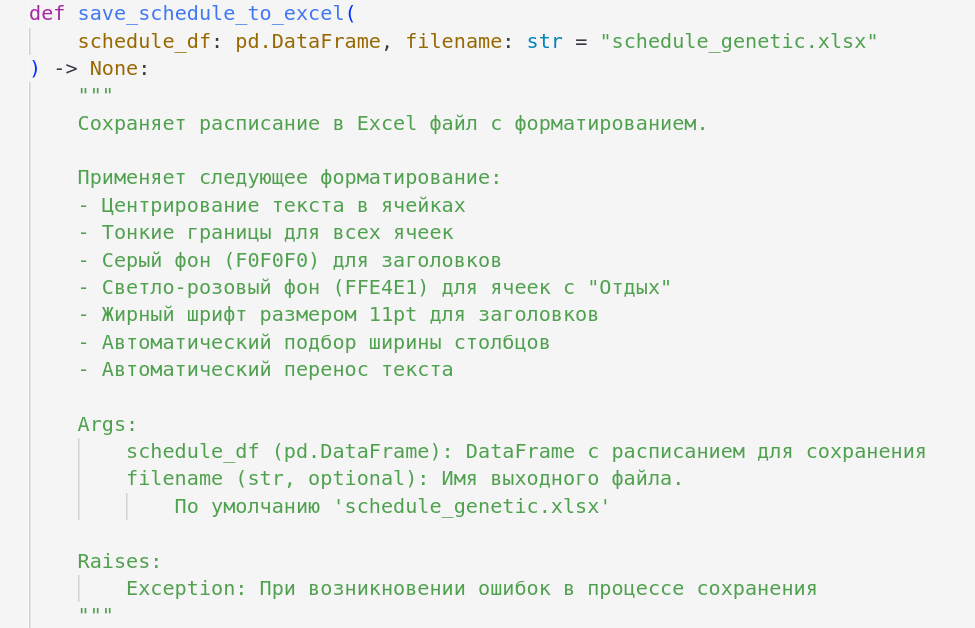 def save_schedule_to_excel(
    schedule_df: pd.DataFrame, filename: str = "schedule_genetic.xlsx"
) -> None:
    """
    Сохраняет расписание в Excel файл с форматированием.

    Применяет следующее форматирование:
    - Центрирование текста в ячейках
    - Тонкие границы для всех ячеек
    - Серый фон (F0F0F0) для заголовков
    - Светло-розовый фон (FFE4E1) для ячеек с "Отдых"
    - Жирный шрифт размером 11pt для заголовков
    - Автоматический подбор ширины столбцов
    - Автоматический перенос текста

    Args:
        schedule_df (pd.DataFrame): DataFrame с расписанием для сохранения
        filename (str, optional): Имя выходного файла.
            По умолчанию 'schedule_genetic.xlsx'

    Raises:
        Exception: При возникновении ошибок в процессе сохранения
    """